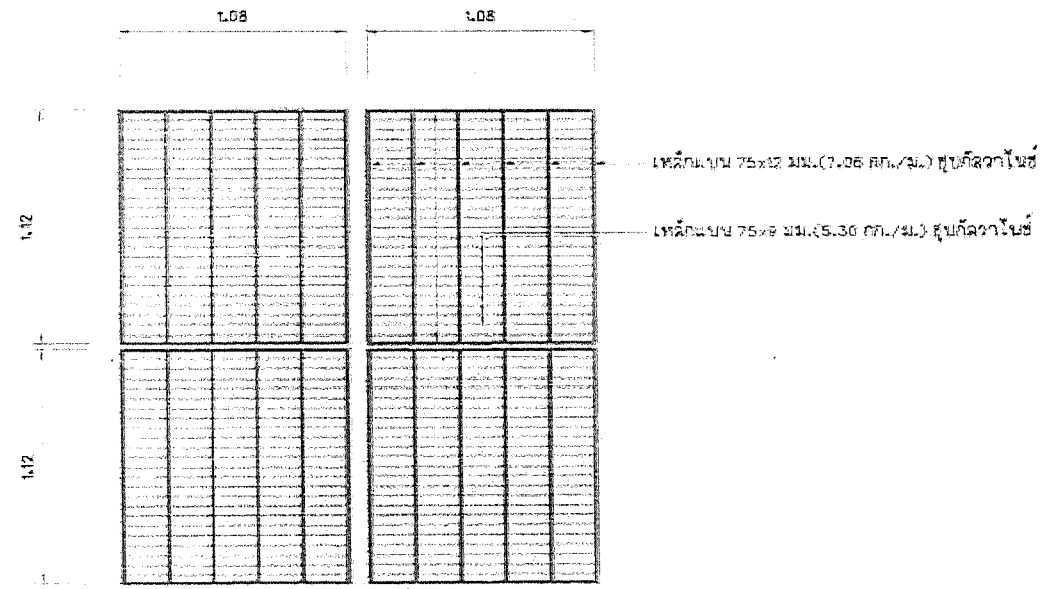 1.08 1.08
เหล็กแบน 75x12 มม.(7.06 กก./ม.) ชุบกัลวาไนซ์
1.12
เหล็กแบน 75x9 มม.(5.30 กก./ม.) ชุบกัลวาไนซ์
1.12